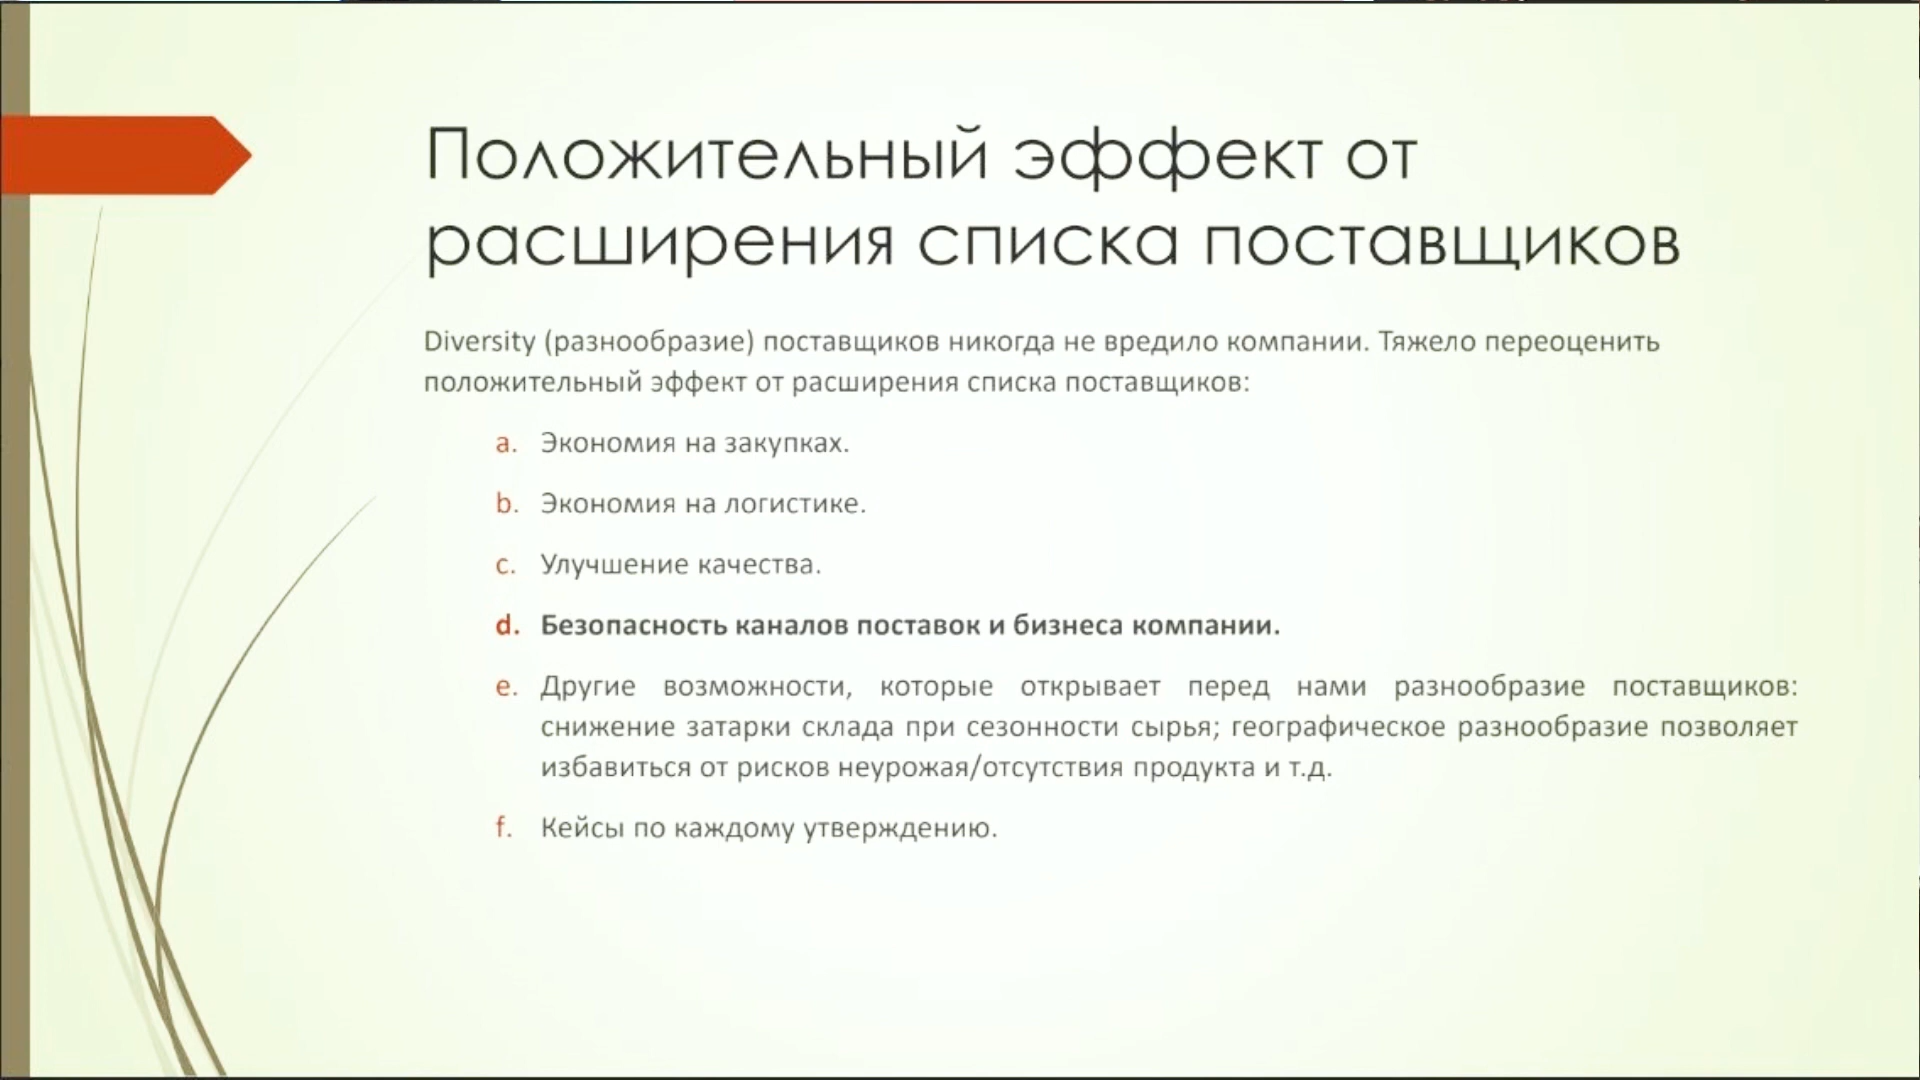 Положительный эффект от
расширения списка поставщиков
Diversity (разнообразие) поставщиков никогда не вредило компании. Тяжело переоценить
положительный эффект от расширения списка поставщиков:
a. Экономия на закупках.
b. Экономия на логистике.
c. Улучшение качества.
d. Безопасность каналов поставок и бизнеса компании.
e. Другие возможности, которые открывает перед нами разнообразие поставщиков:
снижение затарки склада при сезонности сырья; географическое разнообразие позволяет
избавиться от рисков неурожая/отсутствия продукта и т.д.
f. Кейсы по каждому утверждению.